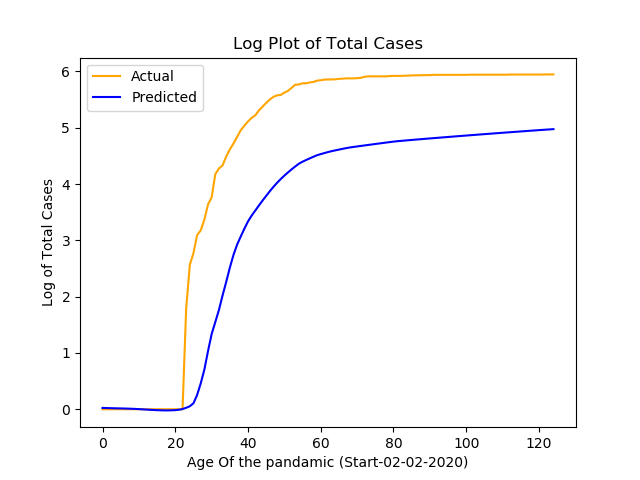 Log Plot of Total Cases
Actual
Predicted
6
5
4
3
2
1
0
Log of Total Cases
0 20 40 60 80 100 120
Age Of the pandamic (Start-02-02-2020)